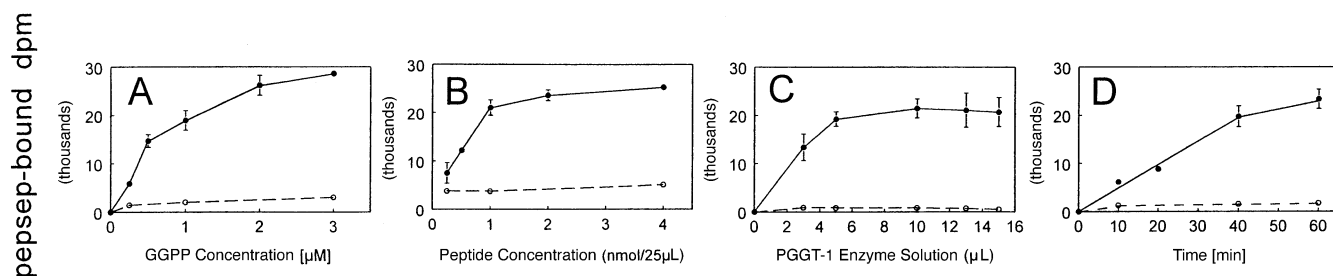 pepsep-bound dpm
A
(thousands)
30
20
10
0
0 1 2 3
GGPP Concentration [µM]
B
(thousands)
30
20
10
0
0 1 2 3 4
Peptide Concentration (nmol/25µL)
C
(thousands)
30
20
10
0
0 2 4 6 8 10 12 14 16
PGGT-1 Enzyme Solution (µL)
D
(thousands)
30
20
10
0
0 10 20 30 40 50 60
Time [min]